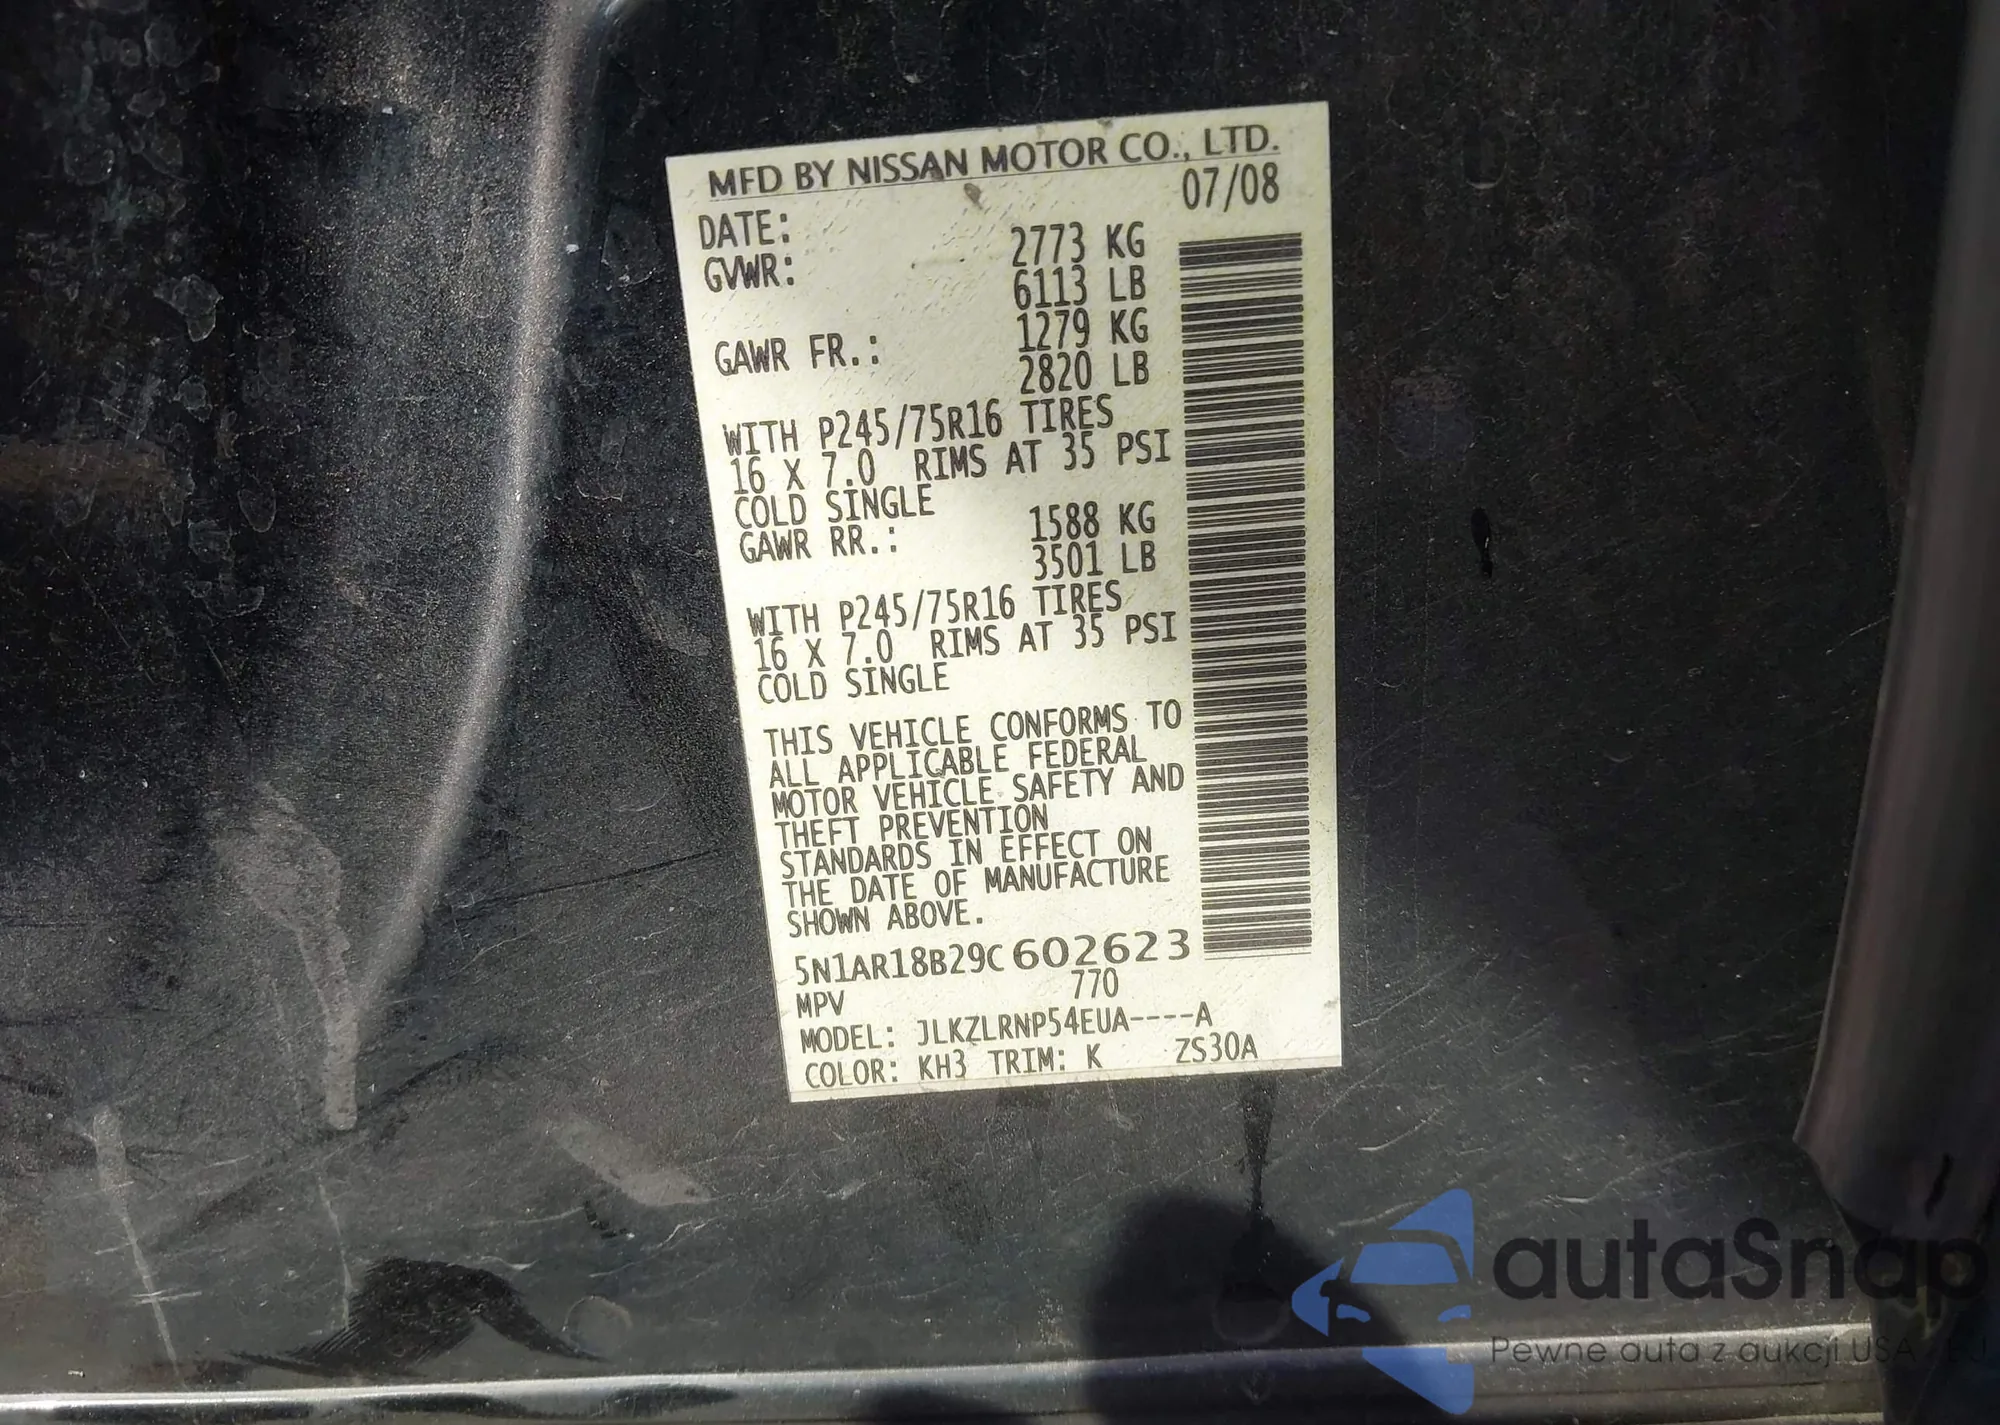 MFD BY NISSAN MOTOR CO., LTD.
DATE: 07/08
GVWR: 2773 KG
6113 LB
GAWR FR.: 1279 KG
2820 LB
WITH P245/75R16 TIRES
16 X 7.0 RIMS AT 35 PSI
COLD SINGLE
GAWR RR.: 1588 KG
3501 LB
WITH P245/75R16 TIRES
16 X 7.0 RIMS AT 35 PSI
COLD SINGLE
THIS VEHICLE CONFORMS TO
ALL APPLICABLE FEDERAL
MOTOR VEHICLE SAFETY AND
THEFT PREVENTION
STANDARDS IN EFFECT ON
THE DATE OF MANUFACTURE
SHOWN ABOVE.
5N1AR18B29C602623
MPV 770
MODEL: JLKZLRNP54EUA----A
COLOR: KH3 TRIM: K ZS30A
autaSnap
Pewne auta z aukcji USA